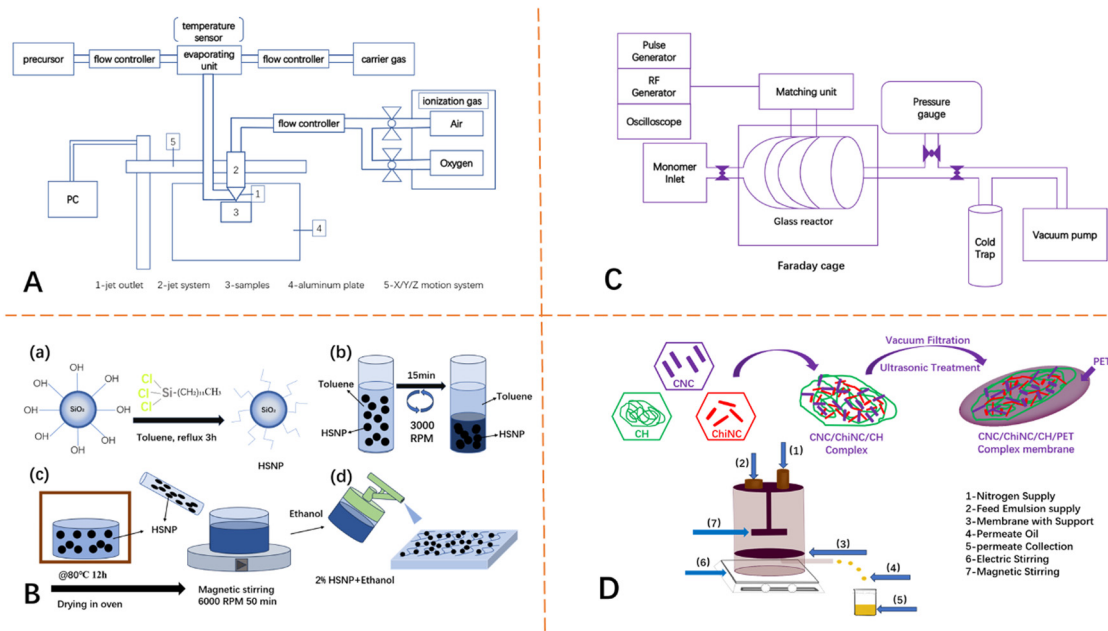 temperature
sensor
precursor
flow controller
evaporating
unit
flow controller
carrier gas
ionization gas
flow controller
Air
Oxygen
5
2
1
3
4
PC
A
1-jet outlet 2-jet system 3-samples 4-aluminum plate 5-X/Y/Z motion system
Pulse
Generator
RF
Generator
Oscilloscope
Matching unit
Pressure
gauge
Monomer
Inlet
Glass reactor
Cold
Trap
Vacuum pump
Faraday cage
C
(a)
OH
OH
OH
OH
OH
OH
OH
OH
SiO₂
Cl
Cl
Cl
Si-(CH₂)₁₇CH₃
Toluene, reflux 3h
SiO₂
HSNP
(b)
Toluene
HSNP
15min
3000
RPM
Toluene
HSNP
(c)
HSNP
@80℃ 12h
Drying in oven
Magnetic stirring
6000 RPM 50 min
Ethanol
(d)
2% HSNP+Ethanol
B
CNC
CH
ChiNC
CNC/ChiNC/CH
Complex
Vacuum Filtration
Ultrasonic Treatment
PET
CNC/ChiNC/CH/PET
Complex membrane
(1)
(2)
(7)
(3)
(6)
(4)
(5)
1-Nitrogen Supply
2-Feed Emulsion supply
3-Membrane with Support
4-Permeate Oil
5-permeate Collection
6-Electric Stirring
7-Magnetic Stirring
D